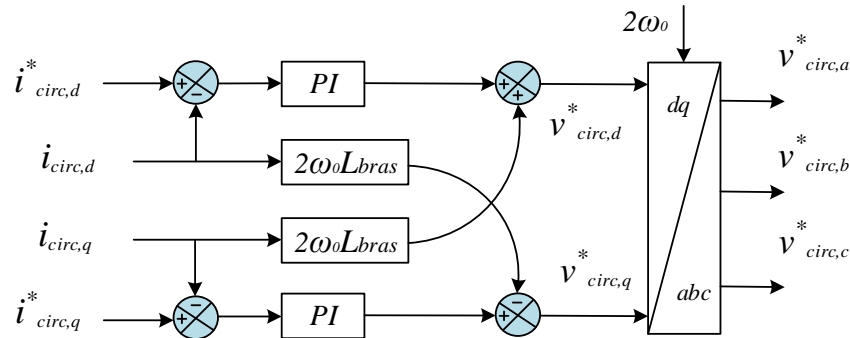 2ω₀
i*circ,d
+
−
PI
+
+
v*circ,d
dq
v*circ,a
i circ,d
2ω₀Lbras
v*circ,b
i circ,q
2ω₀Lbras
v*circ,c
i*circ,q
−
+
PI
−
+
v*circ,q
abc